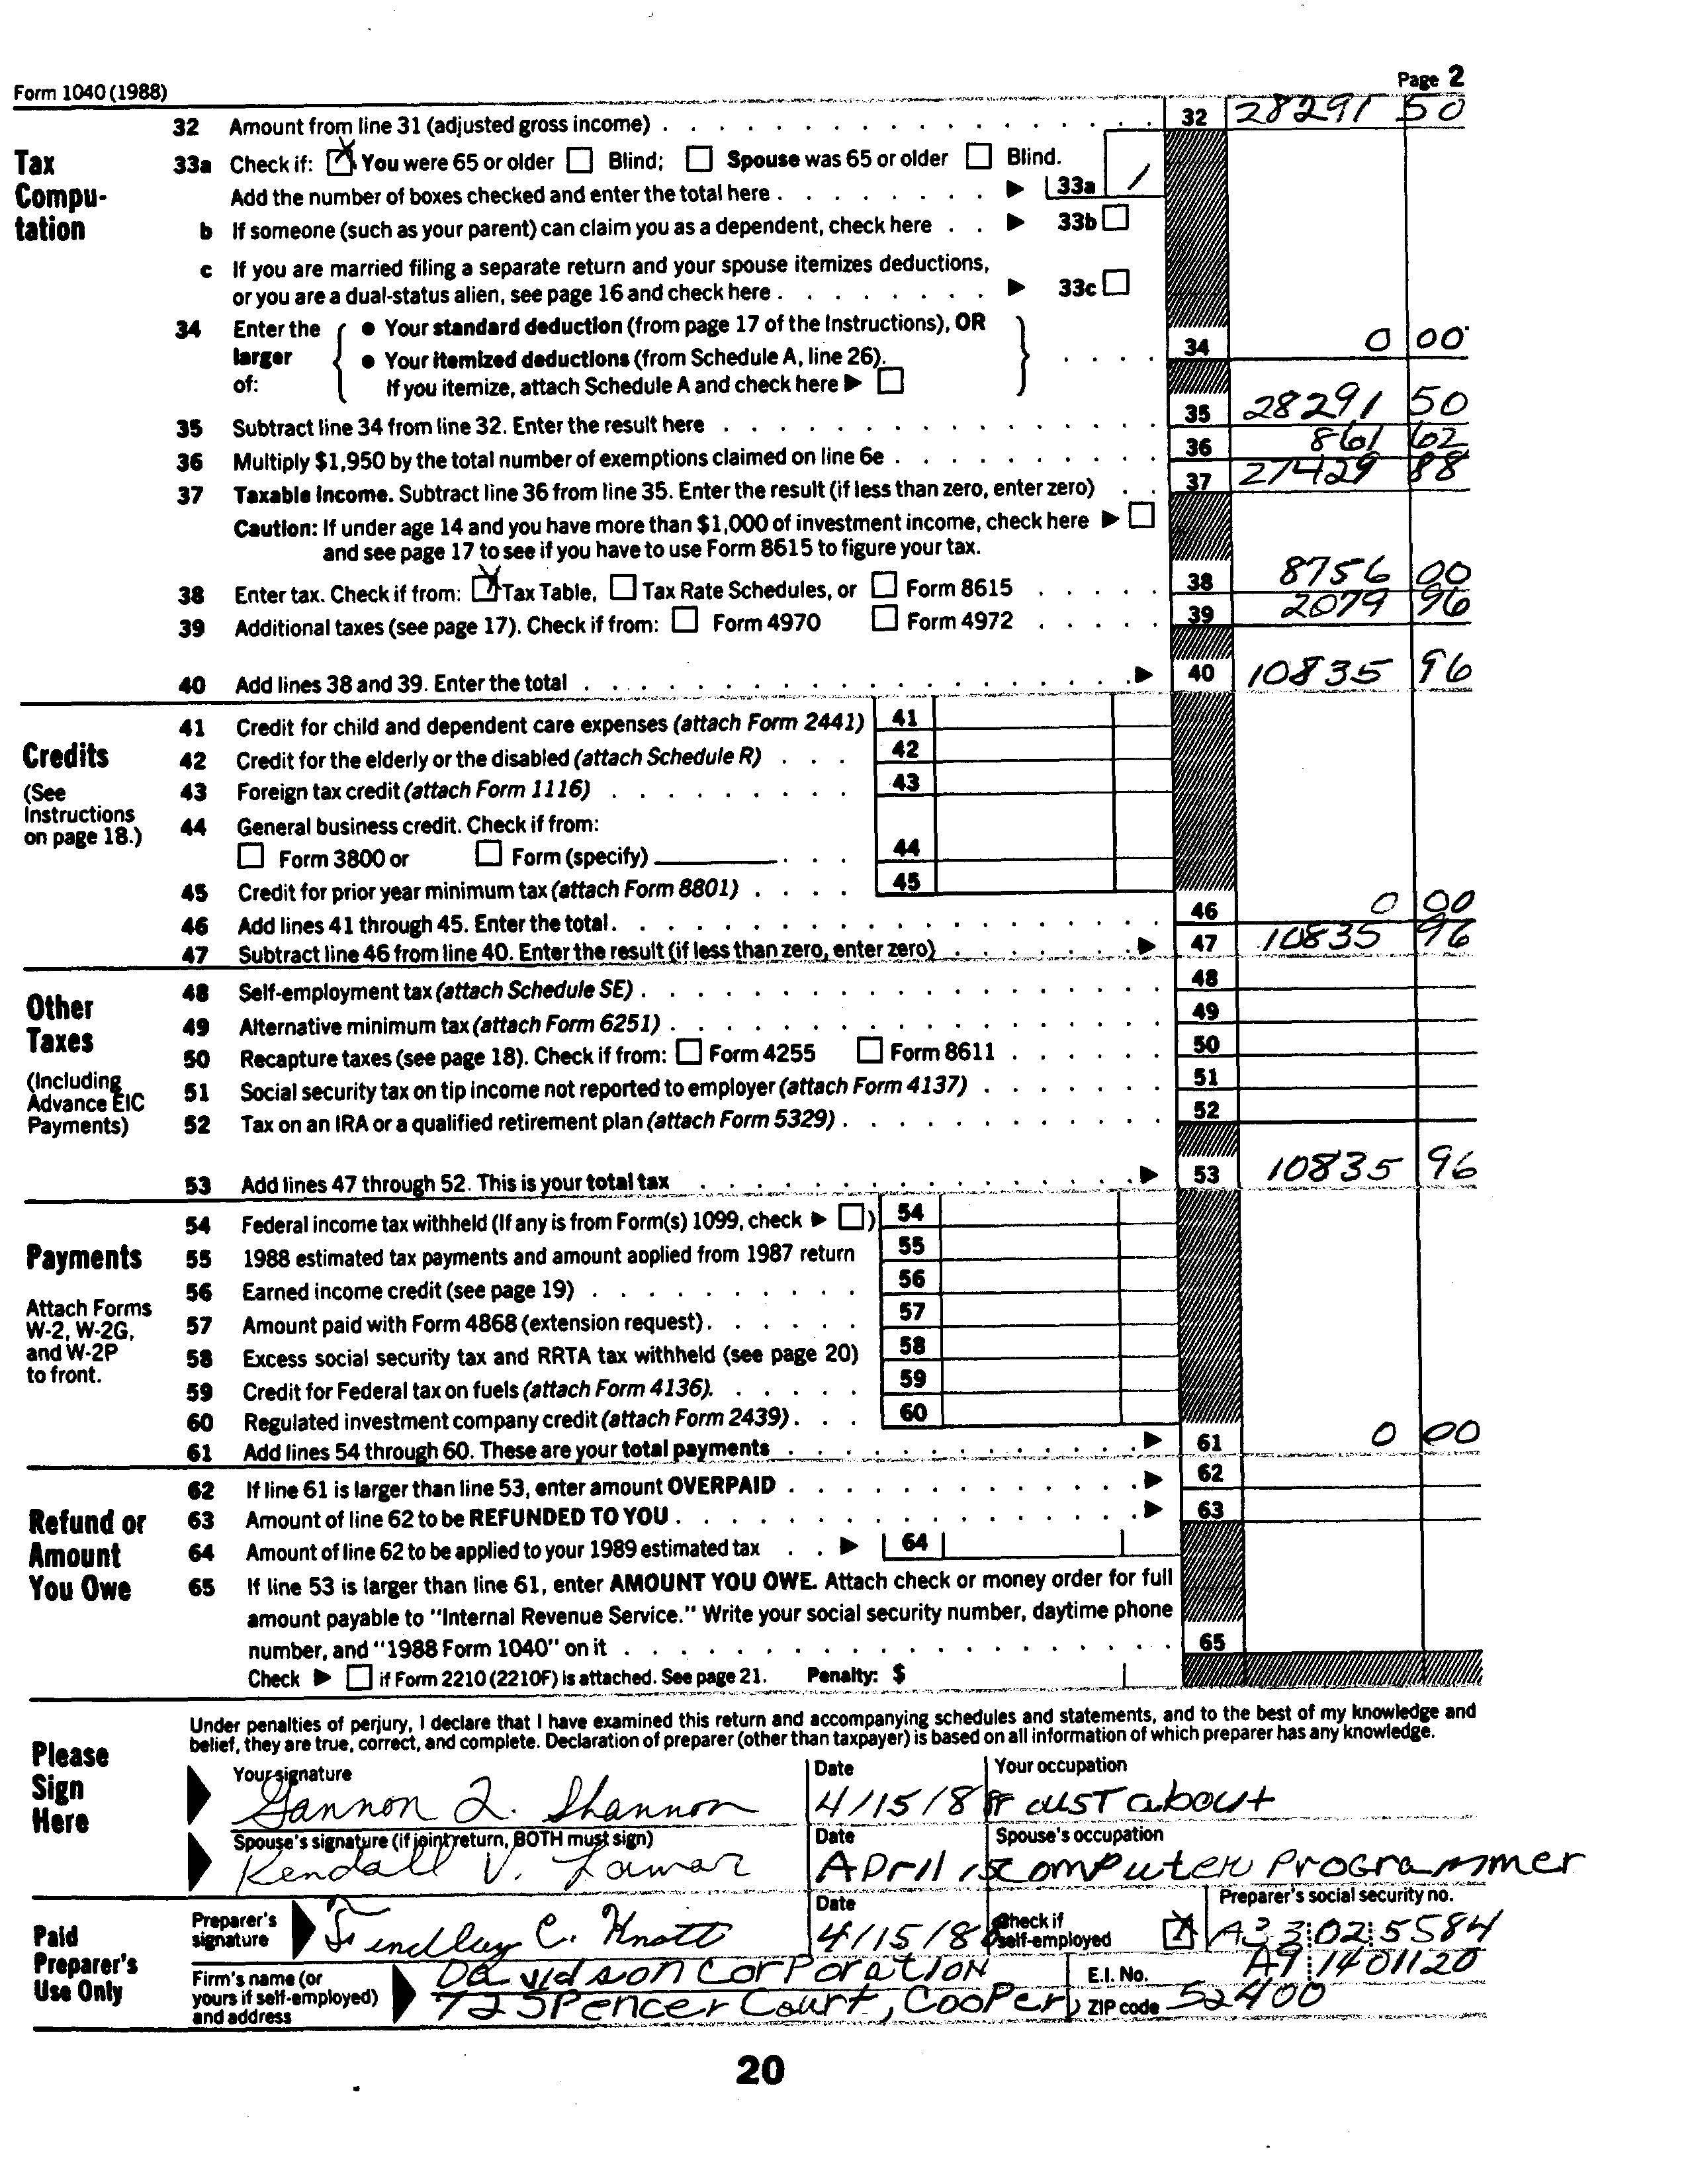 Form 1040 (1988) Page 2
32 Amount from line 31 (adjusted gross income) 32 28291 50
Tax Compu- tation
33a Check if: You were 65 or older Blind; Spouse was 65 or older Blind.
Add the number of boxes checked and enter the total here 33a 1
b If someone (such as your parent) can claim you as a dependent, check here 33b
c If you are married filing a separate return and your spouse itemizes deductions,
or you are a dual-status alien, see page 16 and check here 33c
34 Enter the larger of: { • Your standard deduction (from page 17 of the Instructions), OR
• Your itemized deductions (from Schedule A, line 26). } 34 0 00
If you itemize, attach Schedule A and check here
35 Subtract line 34 from line 32. Enter the result here 35 28291 50
36 Multiply $1,950 by the total number of exemptions claimed on line 6e 36 861 62
37 Taxable income. Subtract line 36 from line 35. Enter the result (if less than zero, enter zero) 37 27429 88
Caution: If under age 14 and you have more than $1,000 of investment income, check here
and see page 17 to see if you have to use Form 8615 to figure your tax.
38 Enter tax. Check if from: Tax Table, Tax Rate Schedules, or Form 8615 38 8756 00
39 Additional taxes (see page 17). Check if from: Form 4970 Form 4972 39 2079 96
40 Add lines 38 and 39. Enter the total 40 10835 96
Credits
(See Instructions on page 18.)
41 Credit for child and dependent care expenses (attach Form 2441) 41
42 Credit for the elderly or the disabled (attach Schedule R) 42
43 Foreign tax credit (attach Form 1116) 43
44 General business credit. Check if from:
Form 3800 or Form (specify) 44
45 Credit for prior year minimum tax (attach Form 8801) 45
46 Add lines 41 through 45. Enter the total. 46 0 00
47 Subtract line 46 from line 40. Enter the result (if less than zero, enter zero) 47 10835 96
Other Taxes
(Including Advance EIC Payments)
48 Self-employment tax (attach Schedule SE) 48
49 Alternative minimum tax (attach Form 6251) 49
50 Recapture taxes (see page 18). Check if from: Form 4255 Form 8611 50
51 Social security tax on tip income not reported to employer (attach Form 4137) 51
52 Tax on an IRA or a qualified retirement plan (attach Form 5329) 52
53 Add lines 47 through 52. This is your total tax 53 10835 96
Payments
Attach Forms W-2, W-2G, and W-2P to front.
54 Federal income tax withheld (If any is from Form(s) 1099, check ) 54
55 1988 estimated tax payments and amount applied from 1987 return 55
56 Earned income credit (see page 19) 56
57 Amount paid with Form 4868 (extension request) 57
58 Excess social security tax and RRTA tax withheld (see page 20) 58
59 Credit for Federal tax on fuels (attach Form 4136). 59
60 Regulated investment company credit (attach Form 2439) 60
61 Add lines 54 through 60. These are your total payments 61 0 00
Refund or Amount You Owe
62 If line 61 is larger than line 53, enter amount OVERPAID 62
63 Amount of line 62 to be REFUNDED TO YOU 63
64 Amount of line 62 to be applied to your 1989 estimated tax 64
65 If line 53 is larger than line 61, enter AMOUNT YOU OWE. Attach check or money order for full
amount payable to "Internal Revenue Service." Write your social security number, daytime phone
number, and "1988 Form 1040" on it 65
Check if Form 2210 (2210F) is attached. See page 21. Penalty: $
Please Sign Here
Under penalties of perjury, I declare that I have examined this return and accompanying schedules and statements, and to the best of my knowledge and
belief, they are true, correct, and complete. Declaration of preparer (other than taxpayer) is based on all information of which preparer has any knowledge.
Your signature Date Your occupation
Gannon Q. Shannon 4/15/88 roustabout
Spouse's signature (if joint return, BOTH must sign) Date Spouse's occupation
Kendall V. Lamar April 15 computer Programmer
Paid Preparer's Use Only
Preparer's signature Findlay C. Knott Date 4/15/88 Check if self-employed X Preparer's social security no. A33 02 5584
Firm's name (or yours if self-employed) and address Davidson Corporation E.I. No. A9 1401120
72 Spencer Court, Cooper, ZIP code 52400
20